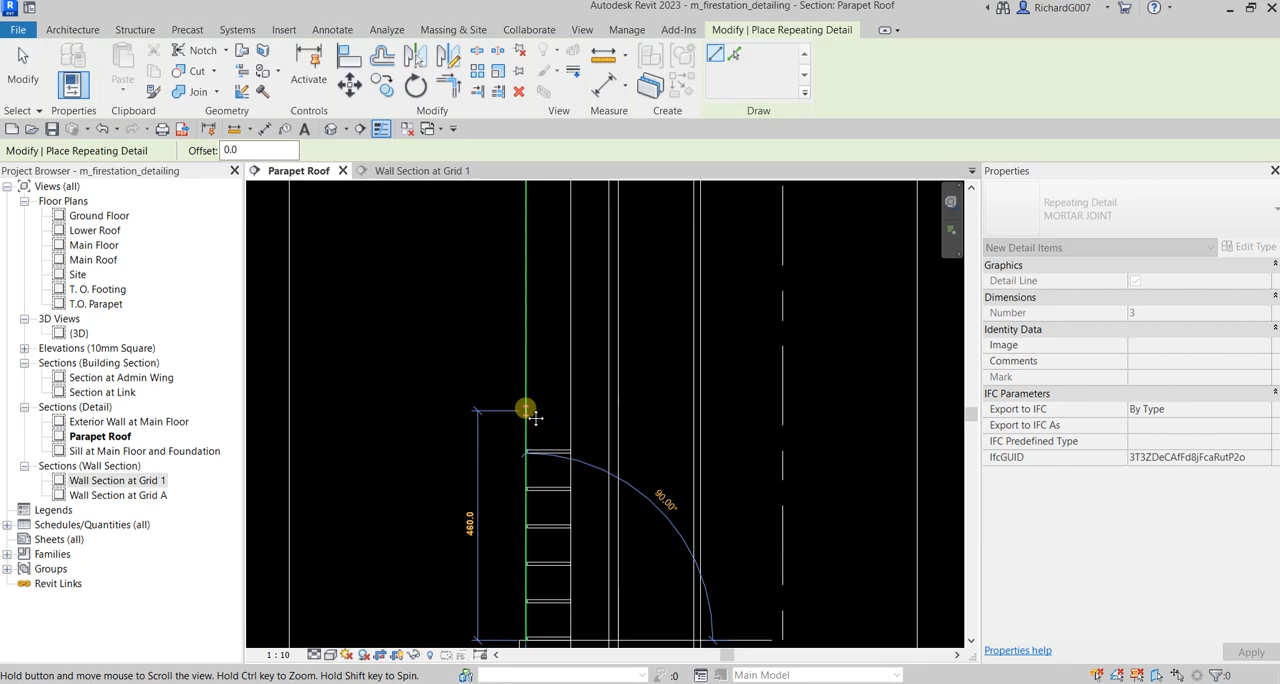 Autodesk Revit 2023 - m_firestation_detailing - Section: Parapet Roof
RichardG007
File Architecture Structure Precast Systems Insert Annotate Analyze Massing & Site Collaborate View Manage Add-Ins Modify | Place Repeating Detail
Modify Paste Notch Cut Join Activate
Select Properties Clipboard Geometry Controls Modify View Measure Create Draw
Modify | Place Repeating Detail Offset: 0.0
Project Browser - m_firestation_detailing
Parapet Roof
Wall Section at Grid 1
Properties
Views (all)
Floor Plans
Ground Floor
Lower Roof
Main Floor
Main Roof
Site
T. O. Footing
T.O. Parapet
3D Views
{3D}
Elevations (10mm Square)
Sections (Building Section)
Section at Admin Wing
Section at Link
Sections (Detail)
Exterior Wall at Main Floor
Parapet Roof
Sill at Main Floor and Foundation
Sections (Wall Section)
Wall Section at Grid 1
Wall Section at Grid A
Legends
Schedules/Quantities (all)
Sheets (all)
Families
Groups
Revit Links
460.0
90.00°
Repeating Detail
MORTAR JOINT
New Detail Items Edit Type
Graphics
Detail Line
Dimensions
Number 3
Identity Data
Image
Comments
Mark
IFC Parameters
Export to IFC By Type
Export to IFC As
IFC Predefined Type
IfcGUID 3T3ZDeCAfFd8jFcaRutP2o
Properties help
Apply
1 : 10
Hold button and move mouse to Scroll the view. Hold Ctrl key to Zoom. Hold Shift key to Spin.
:0 Main Model :0